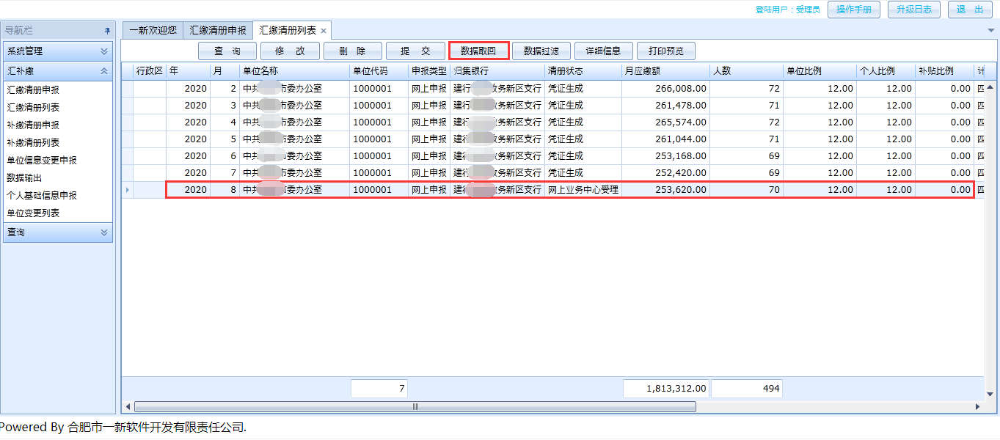 登陆用户：受理员 操作手册 升级日志 退 出
导航栏 一新欢迎您 汇缴清册申报 汇缴清册列表 ×
系统管理 查 询 修 改 删 除 提 交 数据取回 数据过滤 详细信息 打印预览
汇补缴
汇缴清册申报
汇缴清册列表
补缴清册申报
补缴清册列表
单位信息变更申报
数据输出
个人基础信息申报
单位变更列表
查询
行政区 年 月 单位名称 单位代码 申报类型 归集银行 清册状态 月应缴额 人数 单位比例 个人比例 补贴比例
2020 2 中共 市委办公室 1000001 网上申报 建行 政务新区支行 凭证生成 266,008.00 72 12.00 12.00 0.00 四
2020 3 中共 市委办公室 1000001 网上申报 建行 政务新区支行 凭证生成 261,478.00 71 12.00 12.00 0.00 四
2020 4 中共 市委办公室 1000001 网上申报 建行 政务新区支行 凭证生成 265,574.00 72 12.00 12.00 0.00 四
2020 5 中共 市委办公室 1000001 网上申报 建行 政务新区支行 凭证生成 261,044.00 71 12.00 12.00 0.00 四
2020 6 中共 市委办公室 1000001 网上申报 建行 政务新区支行 凭证生成 253,168.00 69 12.00 12.00 0.00 四
2020 7 中共 市委办公室 1000001 网上申报 建行 政务新区支行 凭证生成 252,420.00 69 12.00 12.00 0.00 四
2020 8 中共 市委办公室 1000001 网上申报 建行 政务新区支行 网上业务中心受理 253,620.00 70 12.00 12.00 0.00 四
7 1,813,312.00 494
Powered By 合肥市一新软件开发有限责任公司.